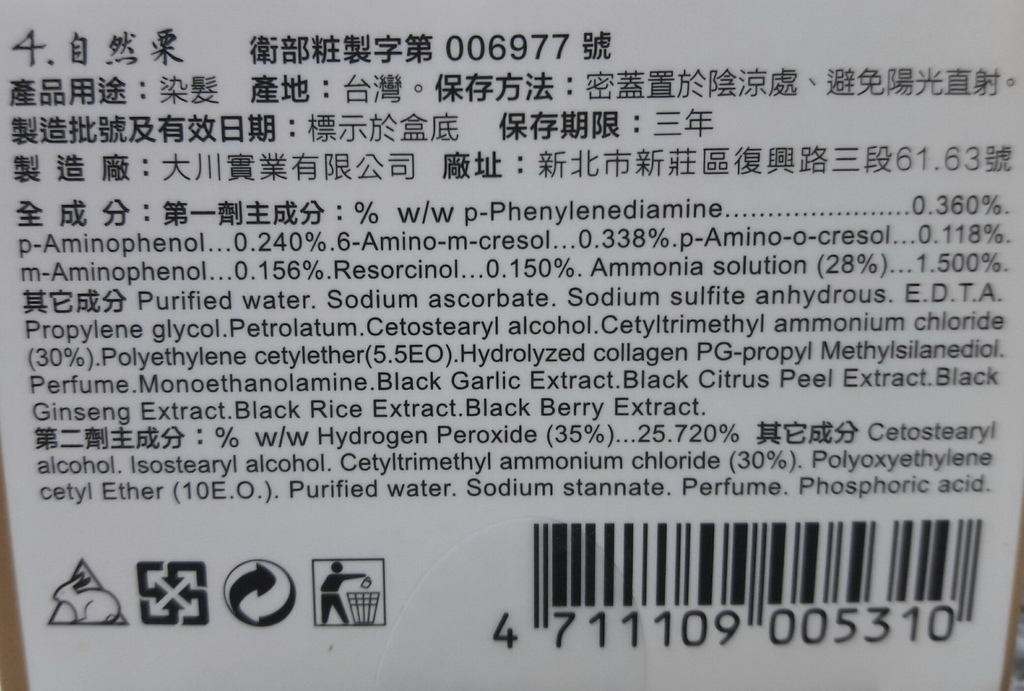 4. 自然栗 衛部粧製字第 006977 號
產品用途：染髮 產地：台灣。保存方法：密蓋置於陰涼處、避免陽光直射。
製造批號及有效日期：標示於盒底 保存期限：三年
製 造 廠：大川實業有限公司 廠址：新北市新莊區復興路三段61.63號
全 成 分：第一劑主成分：% w/w p-Phenylenediamine......................0.360%.
p-Aminophenol...0.240%.6-Amino-m-cresol...0.338%.p-Amino-o-cresol...0.118%.
m-Aminophenol...0.156%.Resorcinol...0.150%. Ammonia solution (28%)...1.500%.
其它成分 Purified water. Sodium ascorbate. Sodium sulfite anhydrous. E.D.T.A.
Propylene glycol.Petrolatum.Cetostearyl alcohol.Cetyltrimethyl ammonium chloride
(30%).Polyethylene cetylether(5.5EO).Hydrolyzed collagen PG-propyl Methylsilanediol.
Perfume.Monoethanolamine.Black Garlic Extract.Black Citrus Peel Extract.Black
Ginseng Extract.Black Rice Extract.Black Berry Extract.
第二劑主成分：% w/w Hydrogen Peroxide (35%)...25.720% 其它成分 Cetostearyl
alcohol. Isostearyl alcohol. Cetyltrimethyl ammonium chloride (30%). Polyoxyethylene
cetyl Ether (10E.O.). Purified water. Sodium stannate. Perfume. Phosphoric acid.
4 711109 005310